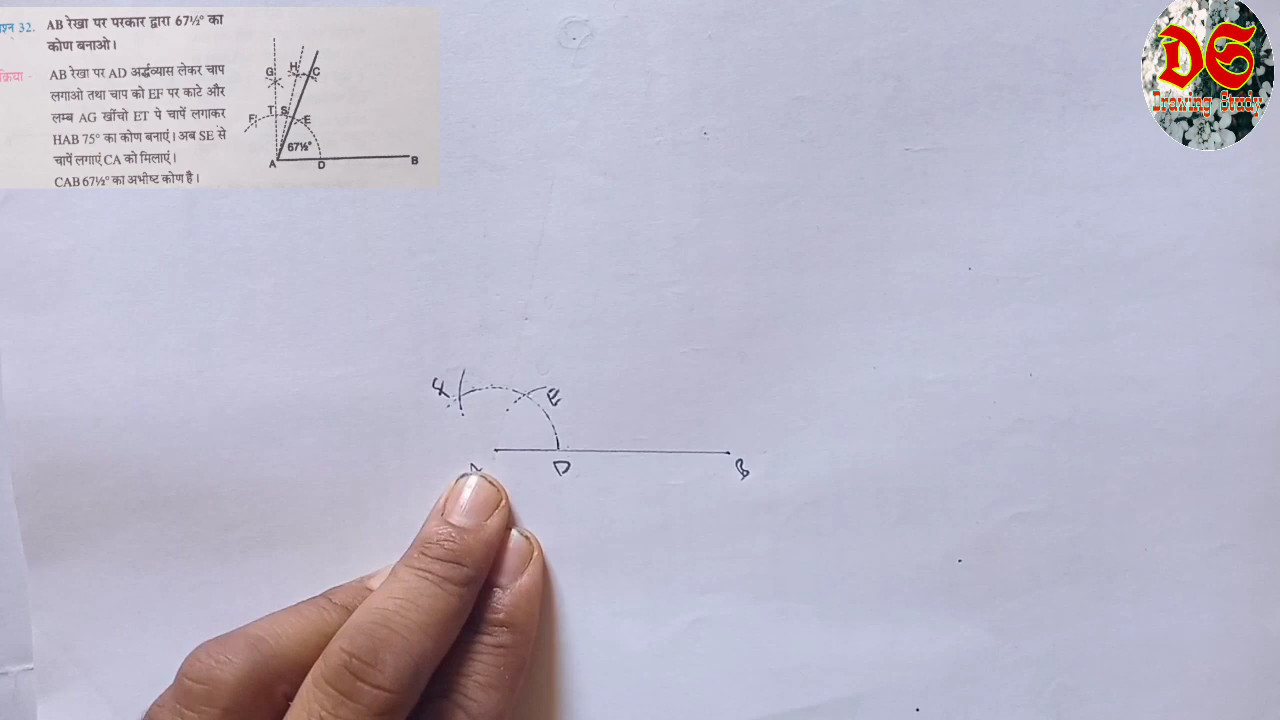 प्रश्न 32. AB रेखा पर परकार द्वारा 67½° का
कोण बनाओ।
क्रिया - AB रेखा पर AD अर्द्धव्यास लेकर चाप
लगाओ तथा चाप को EF पर काटे और
लम्ब AG खींचो ET पे चापें लगाकर
HAB 75° का कोण बनाएं। अब SE से
चापें लगाएं CA को मिलाएं।
CAB 67½° का अभीष्ट कोण है।
G H C
F T S E
67½°
A D B
DS
Drawing Study
E
D B